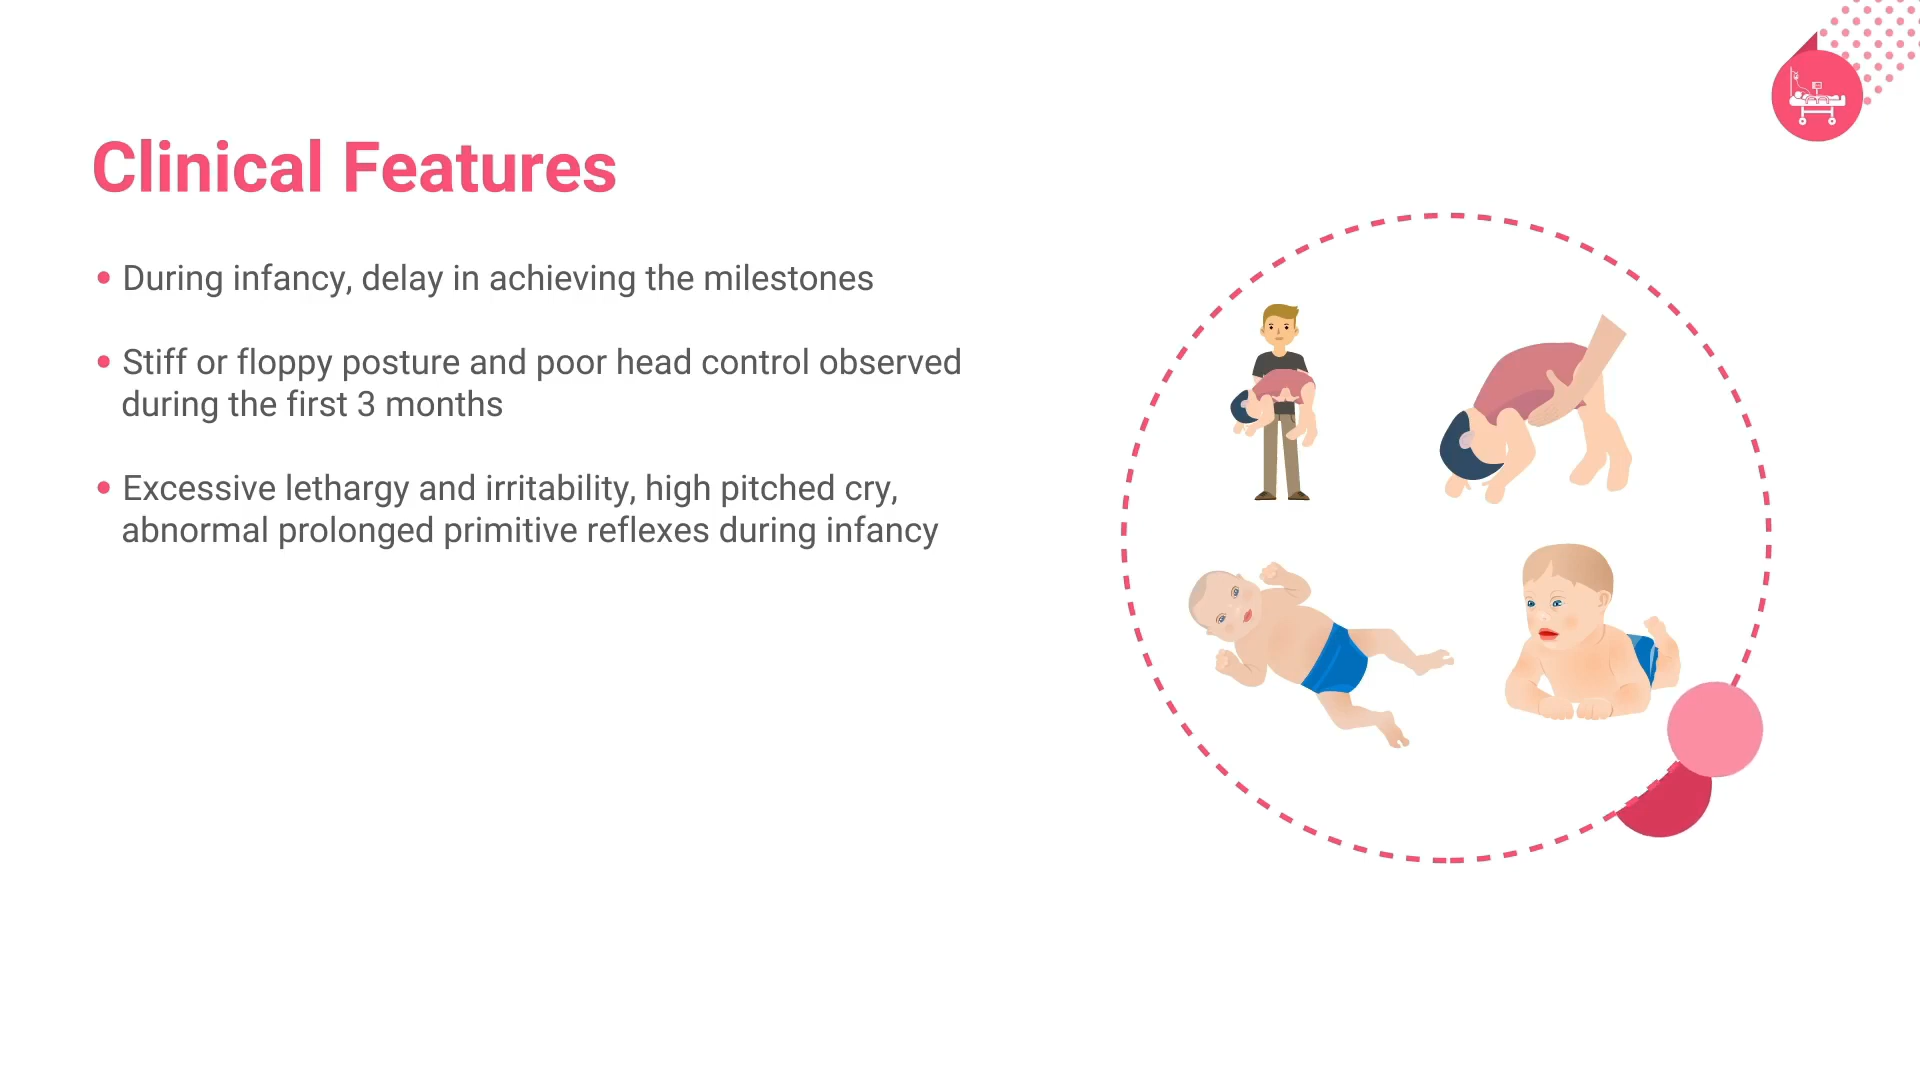 Clinical Features
• During infancy, delay in achieving the milestones
• Stiff or floppy posture and poor head control observed
during the first 3 months
• Excessive lethargy and irritability, high pitched cry,
abnormal prolonged primitive reflexes during infancy